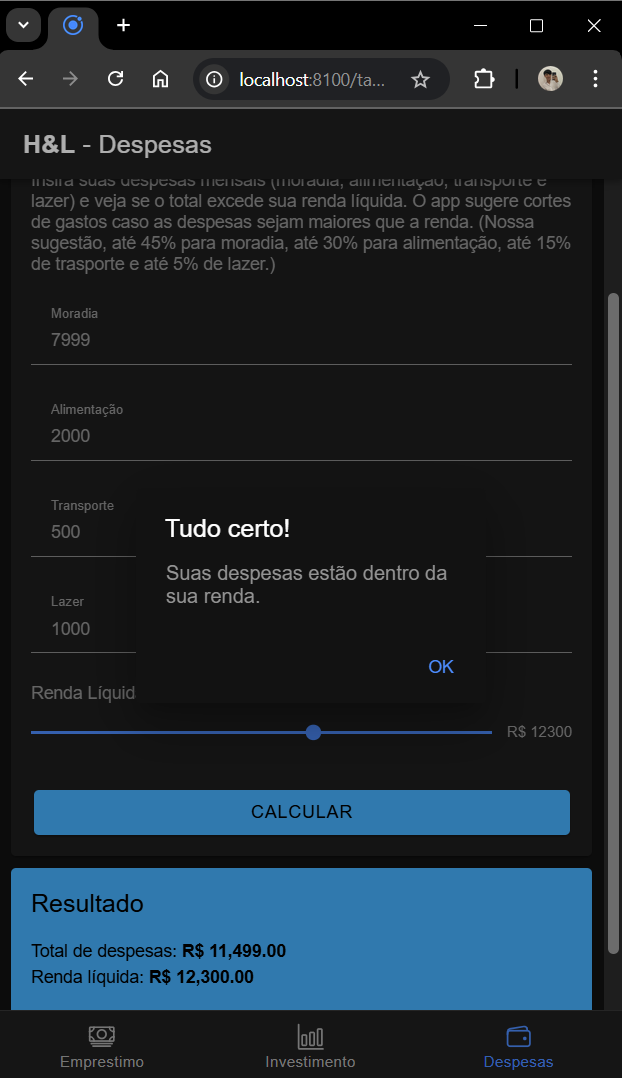 localhost:8100/ta...
H&L - Despesas
Insira suas despesas mensais (moradia, alimentação, transporte e
lazer) e veja se o total excede sua renda líquida. O app sugere cortes
de gastos caso as despesas sejam maiores que a renda. (Nossa
sugestão, até 45% para moradia, até 30% para alimentação, até 15%
de trasporte e até 5% de lazer.)
Moradia
7999
Alimentação
2000
Transporte
500
Tudo certo!
Suas despesas estão dentro da
sua renda.
OK
Lazer
1000
Renda Líquid
R$ 12300
CALCULAR
Resultado
Total de despesas: R$ 11,499.00
Renda líquida: R$ 12,300.00
Emprestimo
Investimento
Despesas